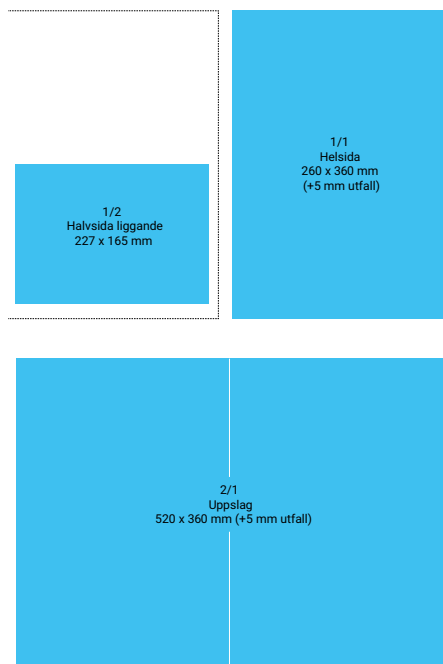 1/2
Halvsida liggande
227 x 165 mm
1/1
Helsida
260 x 360 mm
(+5 mm utfall)
2/1
Uppslag
520 x 360 mm (+5 mm utfall)